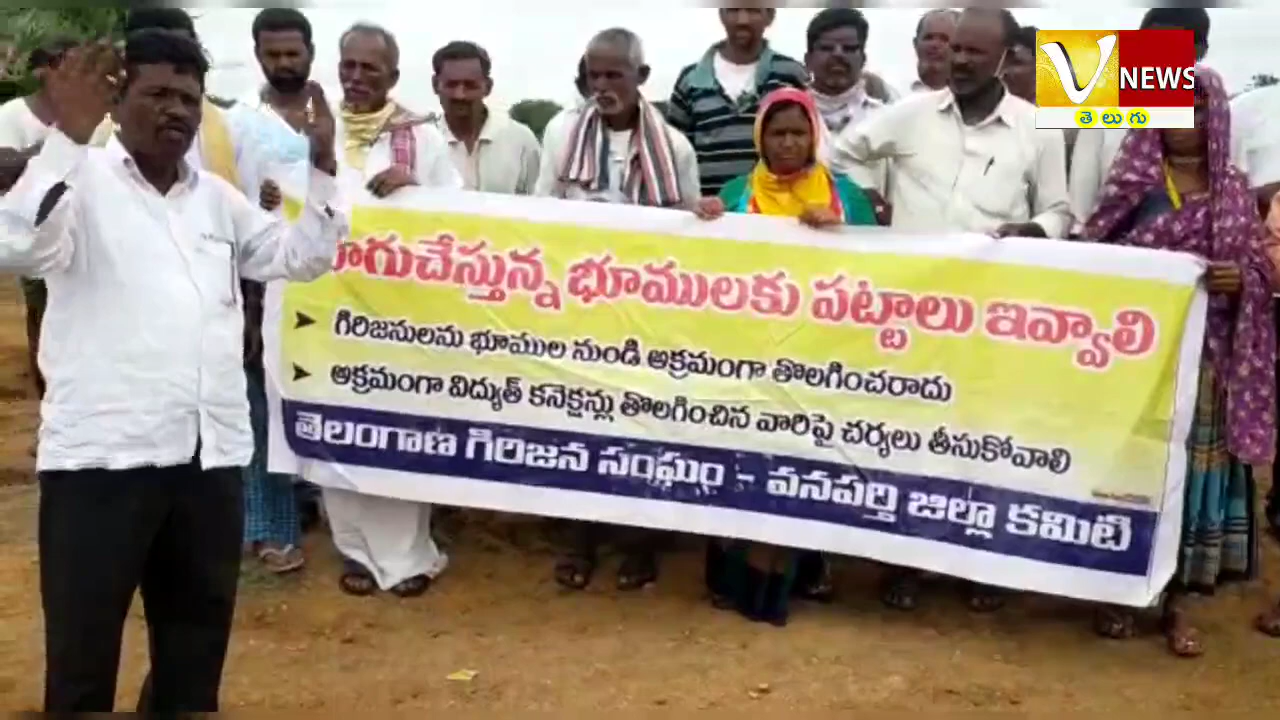 V NEWS
తెలుగు
సాగుచేస్తున్న భూములకు పట్టాలు ఇవ్వాలి
➤ గిరిజనులను భూముల నుండి అక్రమంగా తొలగించరాదు
➤ అక్రమంగా విద్యుత్ కనెక్షన్లు తొలగించిన వారిపై చర్యలు తీసుకోవాలి
తెలంగాణ గిరిజన సంఘం - వనపర్తి జిల్లా కమిటి